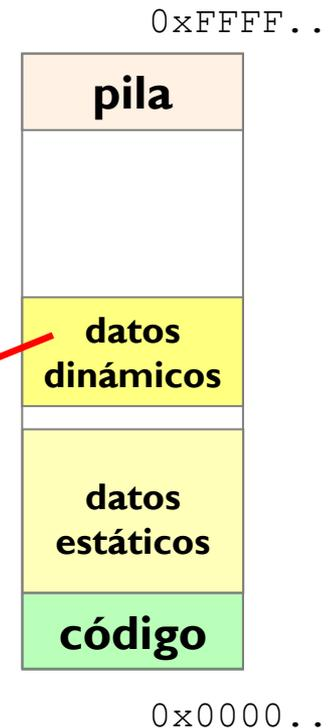 0xFFFF..
pila
datos
dinámicos
datos
estáticos
código
0x0000..